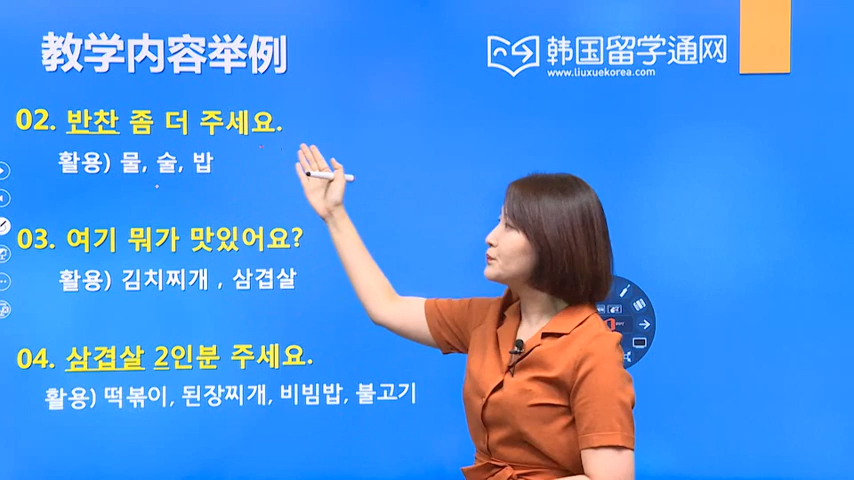 教学内容举例
韩国留学通网
www.liuxuekorea.com
02. 반찬 좀 더 주세요.
활용) 물, 술, 밥
03. 여기 뭐가 맛있어요?
활용) 김치찌개 , 삼겹살
04. 삼겹살 2인분 주세요.
활용) 떡볶이, 된장찌개, 비빔밥, 불고기